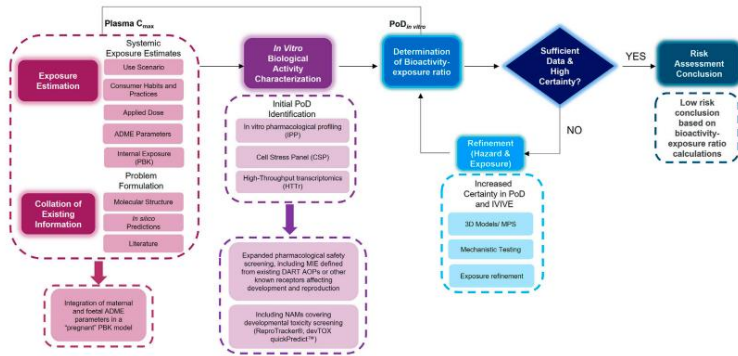 Plasma Cmax
PoDIn vitro
Systemic
Exposure Estimates
Exposure
Estimation
Use Scenario
Consumer Habits and
Practices
Applied Dose
ADME Parameters
Internal Exposure
(PBK)
Problem
Formulation
Collation of
Existing
Information
Molecular Structure
In silico
Predictions
Literature
Integration of maternal
and foetal ADME
parameters in a
"pregnant" PBK model
In Vitro
Biological
Activity
Characterization
Initial PoD
Identification
In vitro pharmacological profiling
(IPP)
Cell Stress Panel (CSP)
High-Throughput transcriptomics
(HTTr)
Expanded pharmacological safety
screening, including MIE defined
from existing DART AOPs or other
known receptors affecting
development and reproduction
Including NAMs covering
developmental toxicity screening
(ReproTracker®, devTOX
quickPredict™)
Determination
of Bioactivity-
exposure ratio
Sufficient
Data &
High
Certainty?
YES
NO
Refinement
(Hazard &
Exposure)
Increased
Certainty in PoD
and IVIVE
3D Models/ MPS
Mechanistic Testing
Exposure refinement
Risk
Assessment
Conclusion
Low risk
conclusion
based on
bioactivity-
exposure ratio
calculations